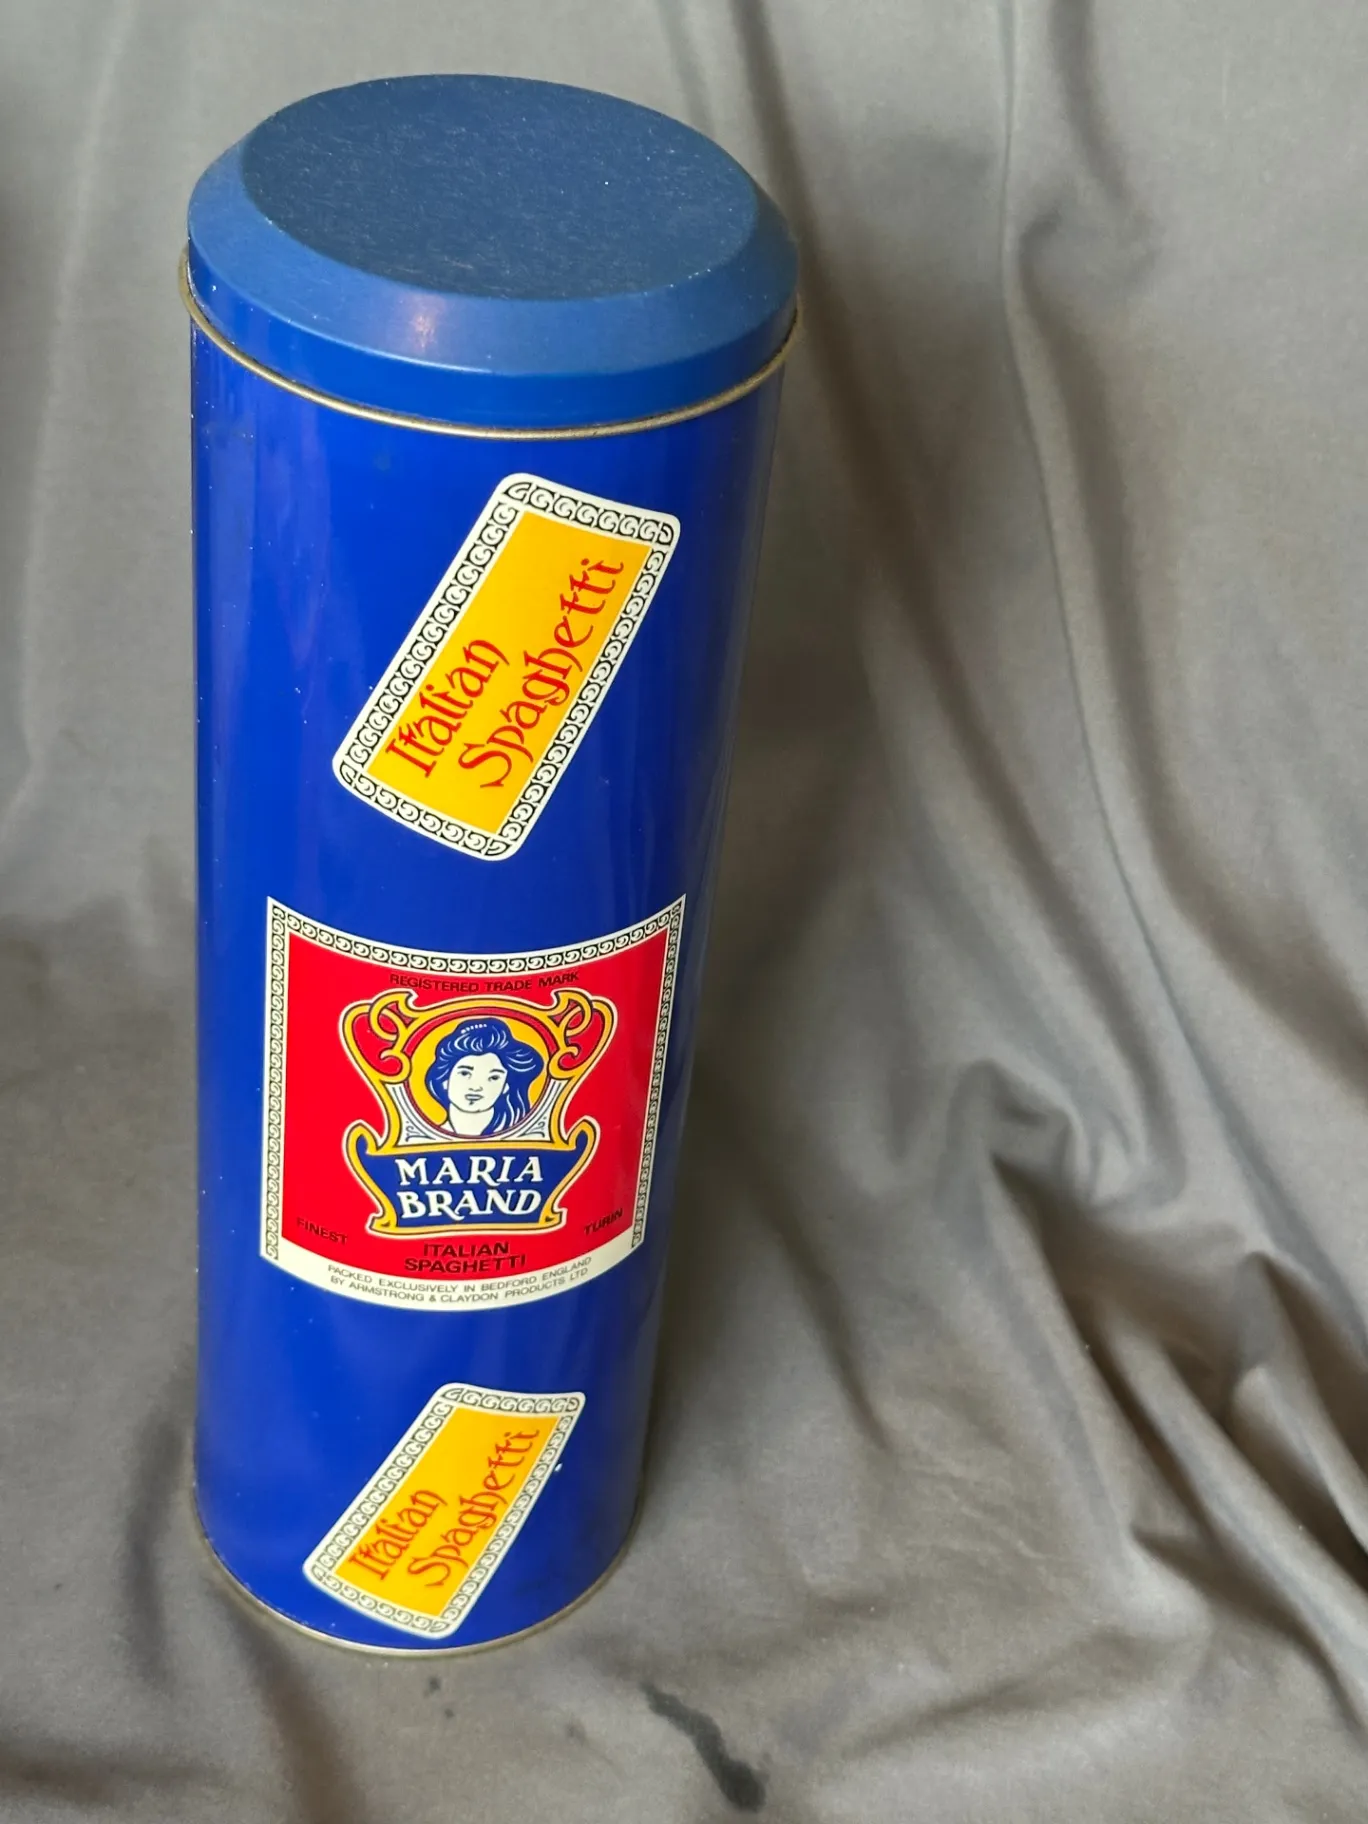 Italian
Spaghetti
REGISTERED TRADE MARK
MARIA
BRAND
FINEST
TURIN
ITALIAN
SPAGHETTI
PACKED EXCLUSIVELY IN BEDFORD ENGLAND
BY ARMSTRONG & CLAYDON PRODUCTS LTD
Italian
Spaghetti